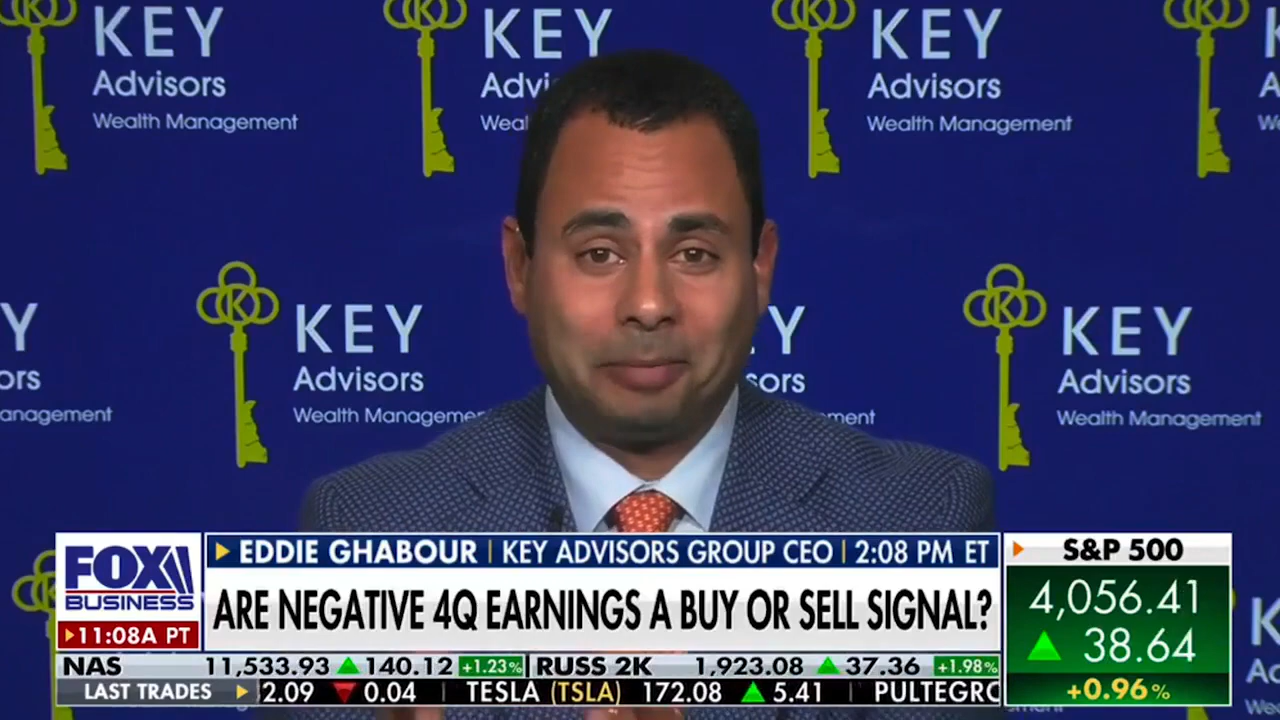 KEY
Advisors
Wealth Management
KEY
Wealth Management
KEY
Advisors
Wealth Management
KEY
Advisors
Wealth Management
KEY
Advisors
Wealth Management
FOX
BUSINESS
11:08A PT
EDDIE GHABOUR | KEY ADVISORS GROUP CEO | 2:08 PM ET
ARE NEGATIVE 4Q EARNINGS A BUY OR SELL SIGNAL?
S&P 500
4,056.41
38.64
+0.96%
NAS 11,533.93 140.12 +1.23% RUSS 2K 1,923.08 37.36 +1.98%
LAST TRADES 2.09 0.04 TESLA (TSLA) 172.08 5.41 PULTEGRO